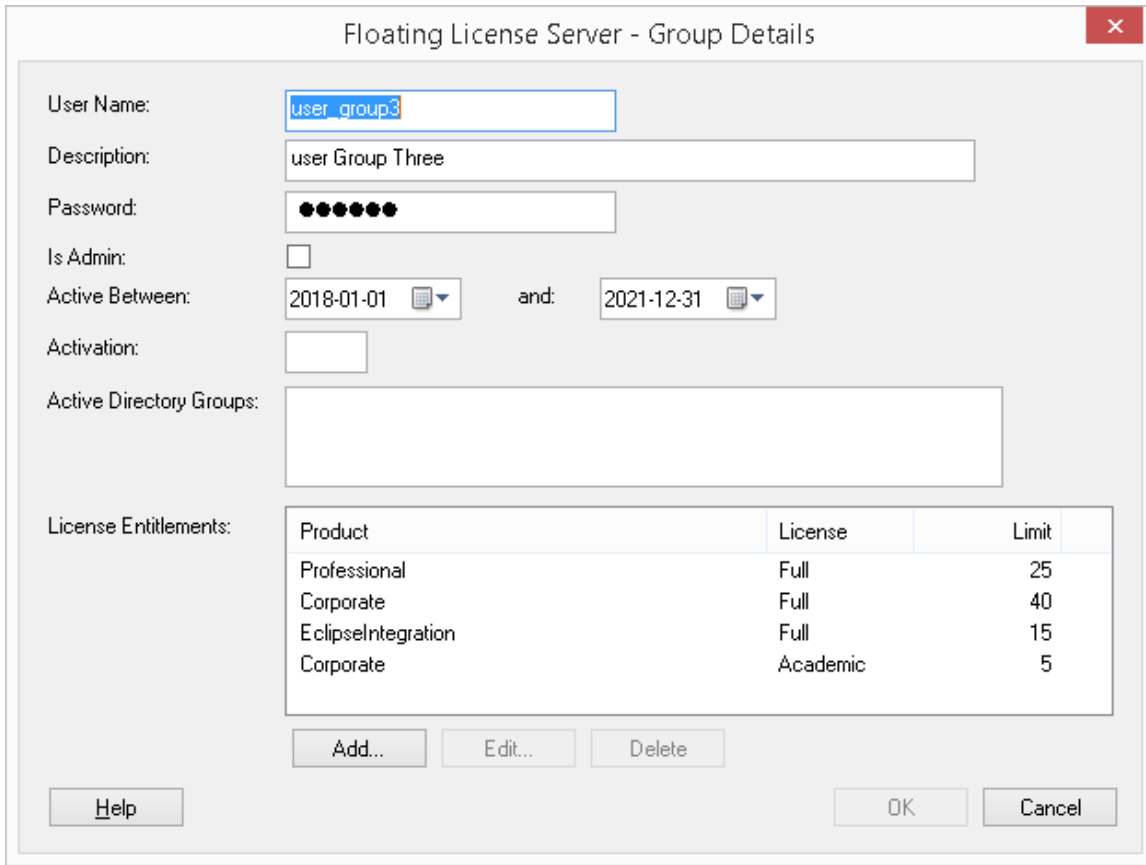 Floating License Server - Group Details
User Name: user_group3
Description: user Group Three
Password: ●●●●●●
Is Admin:
Active Between: 2018-01-01 and: 2021-12-31
Activation:
Active Directory Groups:
License Entitlements:
Product License Limit
Professional Full 25
Corporate Full 40
EclipseIntegration Full 15
Corporate Academic 5
Add... Edit... Delete
Help OK Cancel